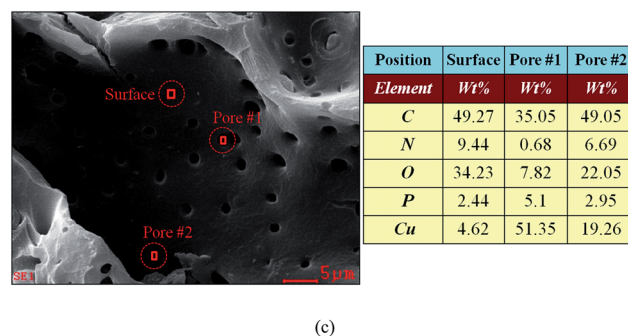 Surface
Pore #1
Pore #2
SE1
5μm
Position Surface Pore #1 Pore #2
Element Wt% Wt% Wt%
C 49.27 35.05 49.05
N 9.44 0.68 6.69
O 34.23 7.82 22.05
P 2.44 5.1 2.95
Cu 4.62 51.35 19.26
(c)